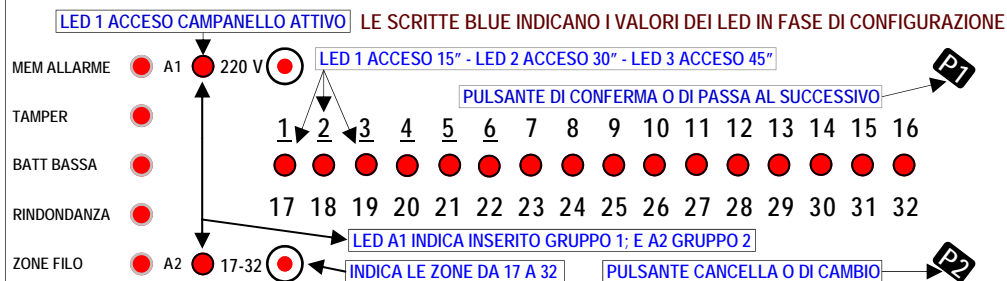 LED 1 ACCESO CAMPANELLO ATTIVO LE SCRITTE BLUE INDICANO I VALORI DEI LED IN FASE DI CONFIGURAZIONE
MEM ALLARME A1 220 V LED 1 ACCESO 15” - LED 2 ACCESO 30” - LED 3 ACCESO 45” P1
PULSANTE DI CONFERMA O DI PASSA AL SUCCESSIVO
TAMPER
1 2 3 4 5 6 7 8 9 10 11 12 13 14 15 16
BATT BASSA
RINDONDANZA 17 18 19 20 21 22 23 24 25 26 27 28 29 30 31 32
LED A1 INDICA INSERITO GRUPPO 1; E A2 GRUPPO 2
ZONE FILO A2 17-32 INDICA LE ZONE DA 17 A 32 PULSANTE CANCELLA O DI CAMBIO P2